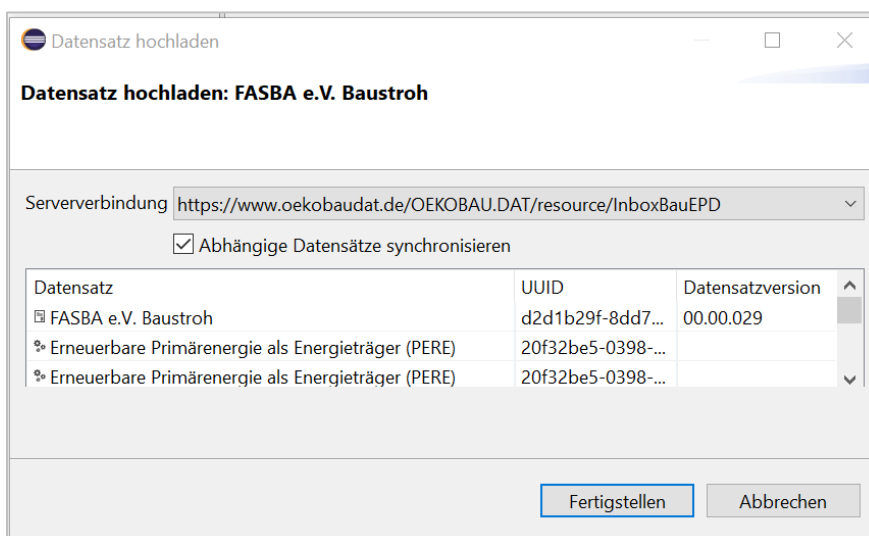 Datensatz hochladen
Datensatz hochladen: FASBA e.V. Baustroh
Serververbindung https://www.oekobaudat.de/OEKOBAU.DAT/resource/InboxBauEPD
Abhängige Datensätze synchronisieren
Datensatz UUID Datensatzversion
FASBA e.V. Baustroh d2d1b29f-8dd7... 00.00.029
Erneuerbare Primärenergie als Energieträger (PERE) 20f32be5-0398-...
Erneuerbare Primärenergie als Energieträger (PERE) 20f32be5-0398-...
Fertigstellen Abbrechen